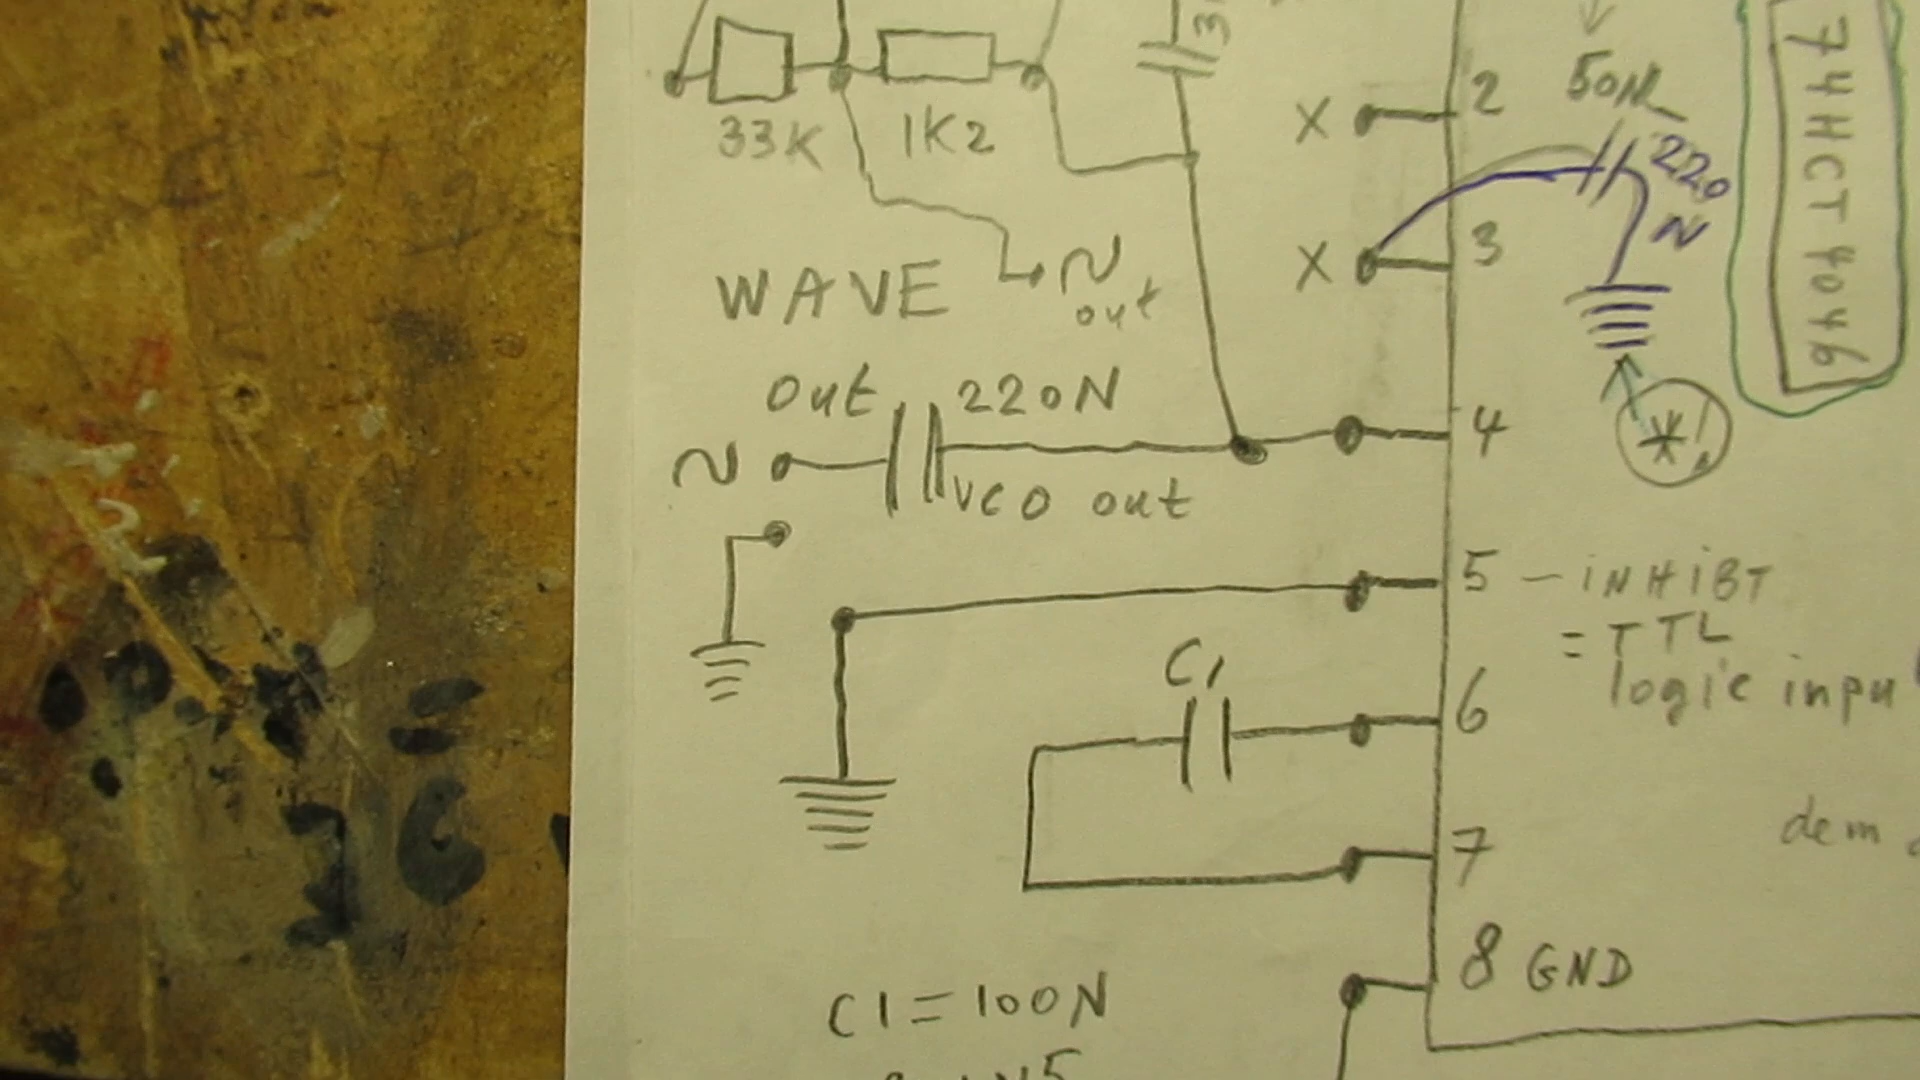 33K
1K2
X
2
50N
220
N
X
3
74HCT4046
WAVE
~
out
out
220N
~
VCO out
4
*!
5 - iNHiBT
= TTL
logic inpu
C1
6
7
dem
8 GND
C1 = 100N